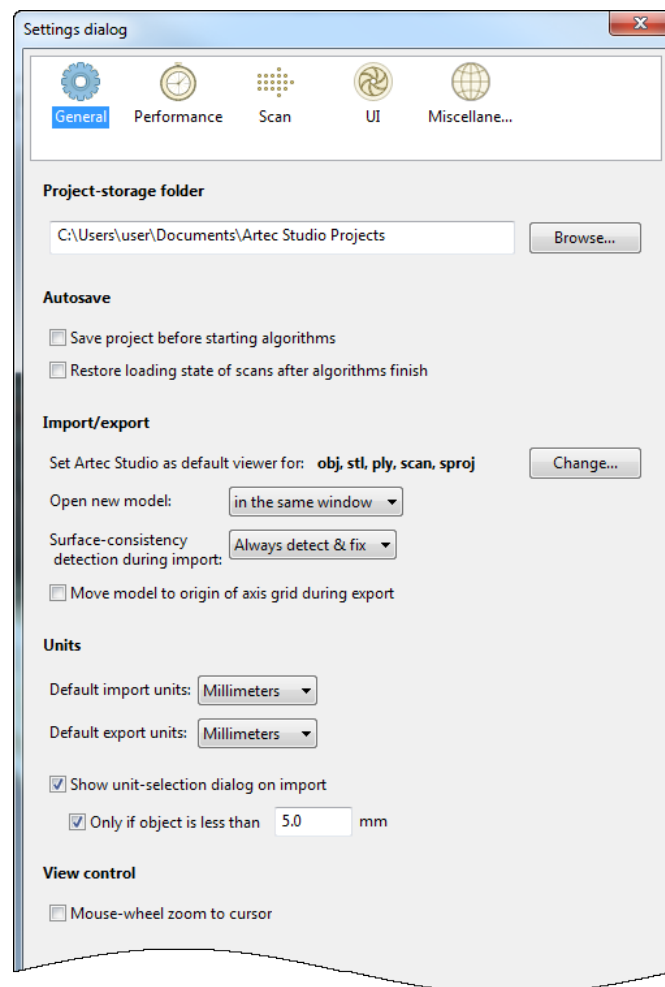 Settings dialog
General Performance Scan UI Miscellane...
Project-storage folder
C:\Users\user\Documents\Artec Studio Projects Browse...
Autosave
Save project before starting algorithms
Restore loading state of scans after algorithms finish
Import/export
Set Artec Studio as default viewer for: obj, stl, ply, scan, sproj Change...
Open new model: in the same window
Surface-consistency
detection during import: Always detect & fix
Move model to origin of axis grid during export
Units
Default import units: Millimeters
Default export units: Millimeters
Show unit-selection dialog on import
Only if object is less than 5.0 mm
View control
Mouse-wheel zoom to cursor